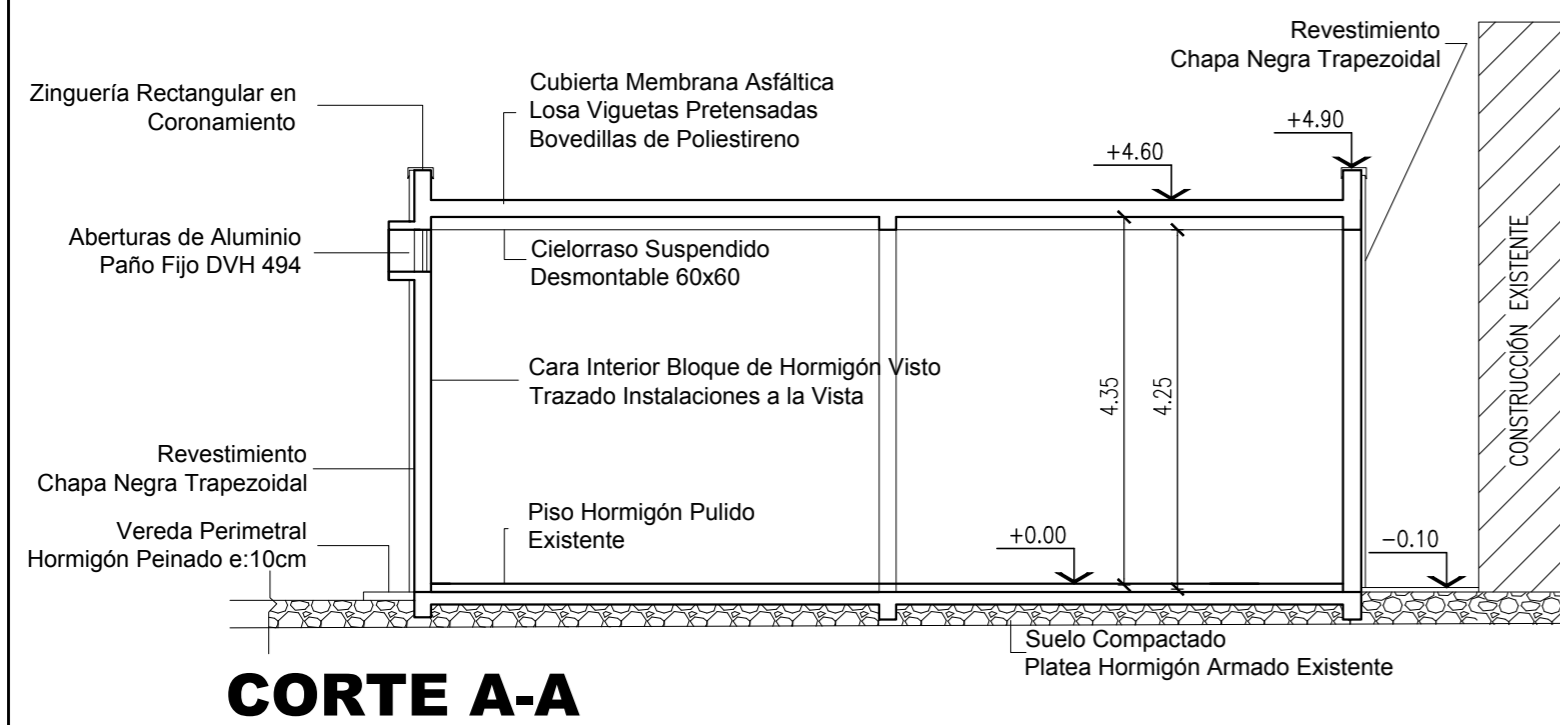 Revestimiento
Chapa Negra Trapezoidal
Zinguería Rectangular en
Coronamiento
Cubierta Membrana Asfáltica
Losa Viguetas Pretensadas
Bovedillas de Poliestireno
+4.90
+4.60
Aberturas de Aluminio
Paño Fijo DVH 494
Cielorraso Suspendido
Desmontable 60x60
CONSTRUCCIÓN EXISTENTE
Cara Interior Bloque de Hormigón Visto
Trazado Instalaciones a la Vista
4.35
4.25
Revestimiento
Chapa Negra Trapezoidal
Piso Hormigón Pulido
Existente
Vereda Perimetral
Hormigón Peinado e:10cm
+0.00
-0.10
Suelo Compactado
Platea Hormigón Armado Existente
CORTE A-A